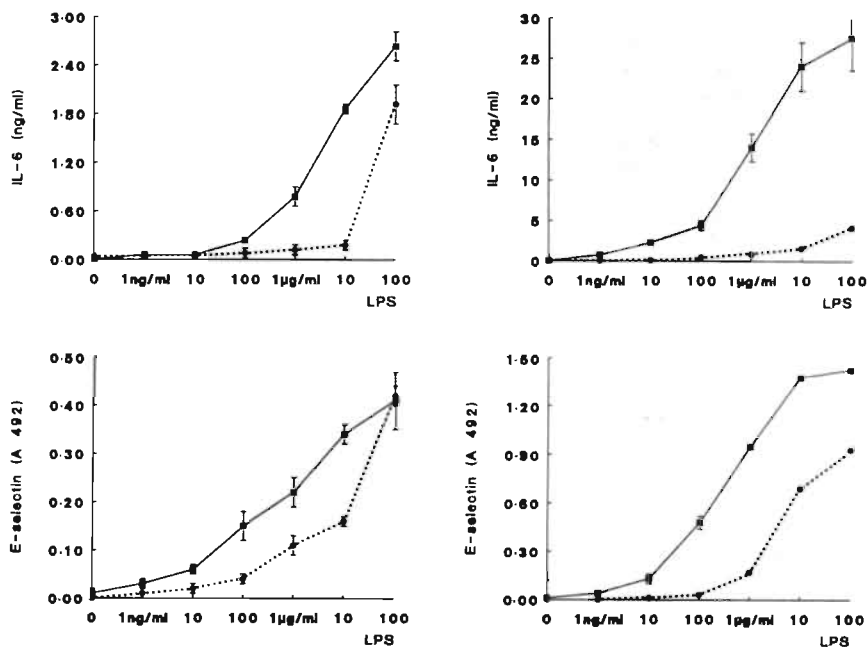 IL-6 (ng/ml)
3·00
2·40
1·80
1·20
0·60
0·00
0 1ng/ml 10 100 1µg/ml 10 100
LPS
IL-6 (ng/ml)
30
25
20
15
10
5
0
0 1ng/ml 10 100 1µg/ml 10 100
LPS
E-selectin (A 492)
0·50
0·40
0·30
0·20
0·10
0·00
0 1ng/ml 10 100 1µg/ml 10 100
LPS
E-selectin (A 492)
1·50
1·20
0·90
0·60
0·30
0·00
0 1ng/ml 10 100 1µg/ml 10 100
LPS